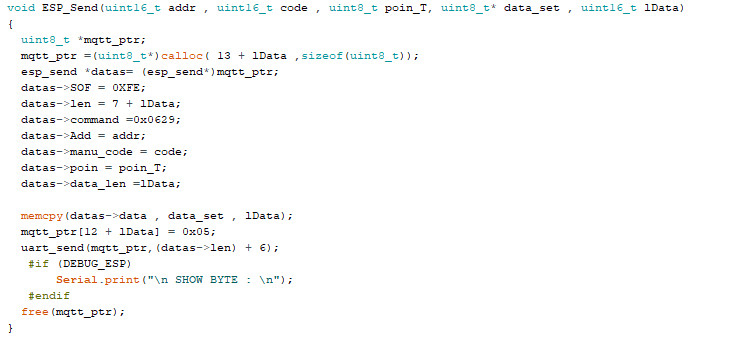 void ESP_Send(uint16_t addr , uint16_t code , uint8_t poin_T, uint8_t* data_set , uint16_t lData)
{
uint8_t *mqtt_ptr;
mqtt_ptr =(uint8_t*)calloc( 13 + lData ,sizeof(uint8_t));
esp_send *datas= (esp_send*)mqtt_ptr;
datas->SOF = 0XFE;
datas->len = 7 + lData;
datas->command =0x0629;
datas->Add = addr;
datas->manu_code = code;
datas->poin = poin_T;
datas->data_len =lData;
memcpy(datas->data , data_set , lData);
mqtt_ptr[12 + lData] = 0x05;
uart_send(mqtt_ptr,(datas->len) + 6);
#if (DEBUG_ESP)
Serial.print("\n SHOW BYTE : \n");
#endif
free(mqtt_ptr);
}